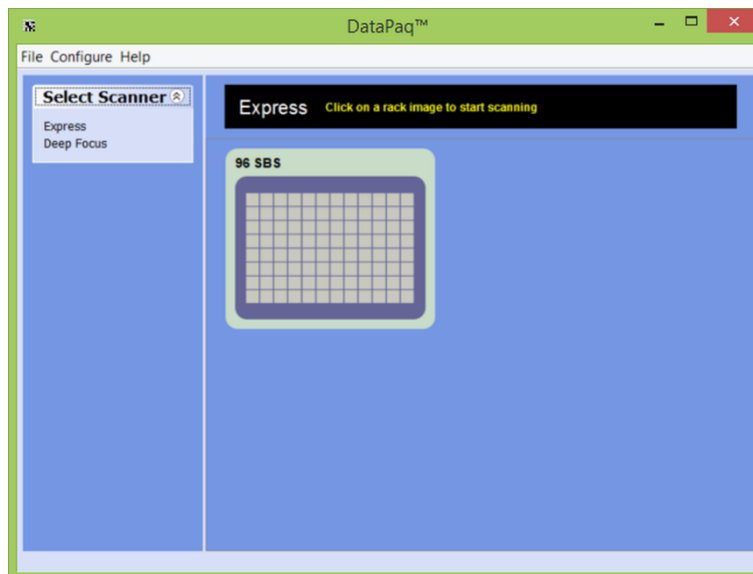 DataPaq™
File Configure Help
Select Scanner
Express
Deep Focus
Express Click on a rack image to start scanning
96 SBS